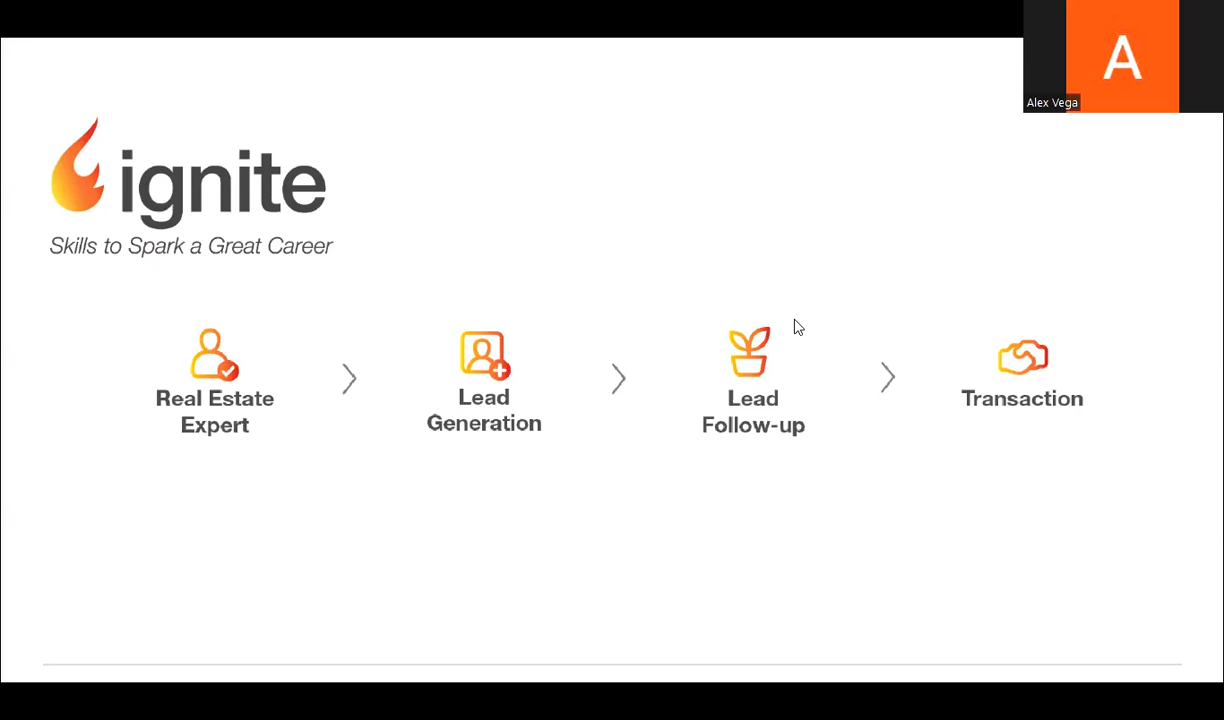 A
Alex Vega
ignite
Skills to Spark a Great Career
Real Estate
Expert
Lead
Generation
Lead
Follow-up
Transaction